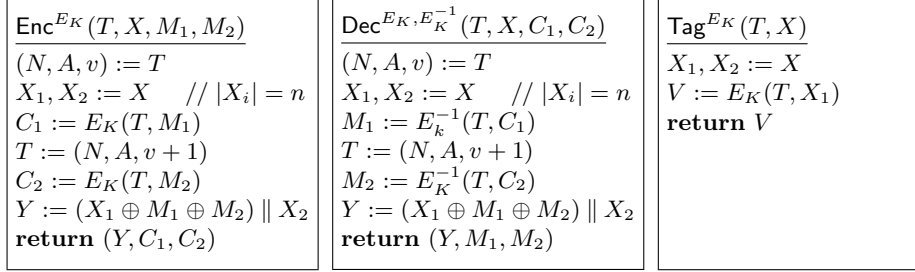 Enc^{E_K}(T, X, M_1, M_2)
(N, A, v) := T
X_1, X_2 := X // |X_i| = n
C_1 := E_K(T, M_1)
T := (N, A, v + 1)
C_2 := E_K(T, M_2)
Y := (X_1 ⊕ M_1 ⊕ M_2) ∥ X_2
return (Y, C_1, C_2)
Dec^{E_K, E_K^{-1}}(T, X, C_1, C_2)
(N, A, v) := T
X_1, X_2 := X // |X_i| = n
M_1 := E_k^{-1}(T, C_1)
T := (N, A, v + 1)
M_2 := E_K^{-1}(T, C_2)
Y := (X_1 ⊕ M_1 ⊕ M_2) ∥ X_2
return (Y, M_1, M_2)
Tag^{E_K}(T, X)
X_1, X_2 := X
V := E_K(T, X_1)
return V